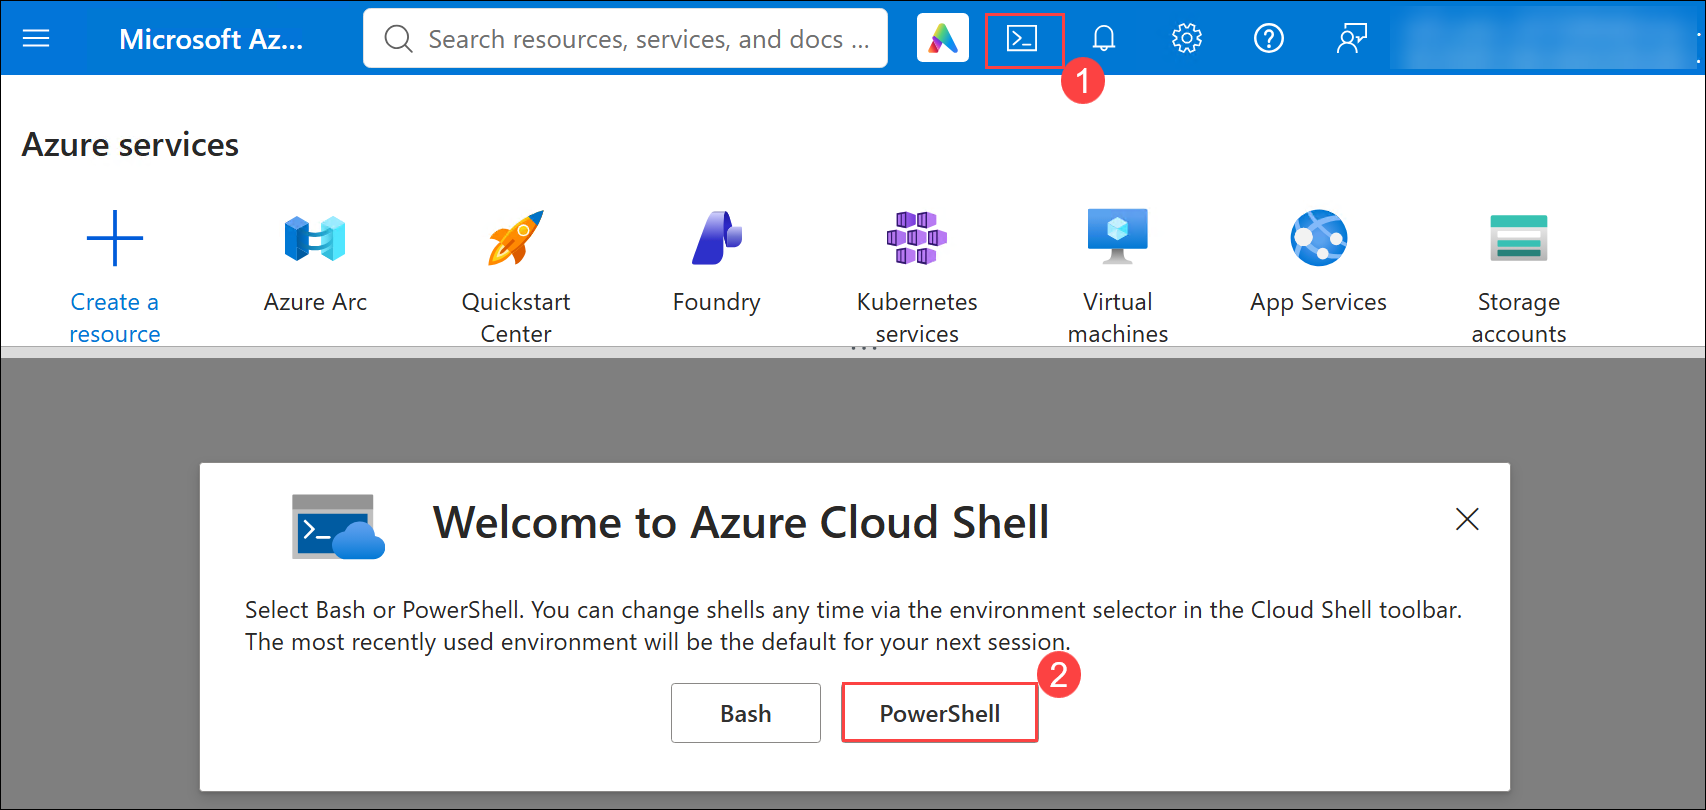 Microsoft Az...
Search resources, services, and docs ...
1
Azure services
Create a
resource
Azure Arc
Quickstart
Center
Foundry
Kubernetes
services
Virtual
machines
App Services
Storage
accounts
Welcome to Azure Cloud Shell
Select Bash or PowerShell. You can change shells any time via the environment selector in the Cloud Shell toolbar.
The most recently used environment will be the default for your next session.
2
Bash
PowerShell